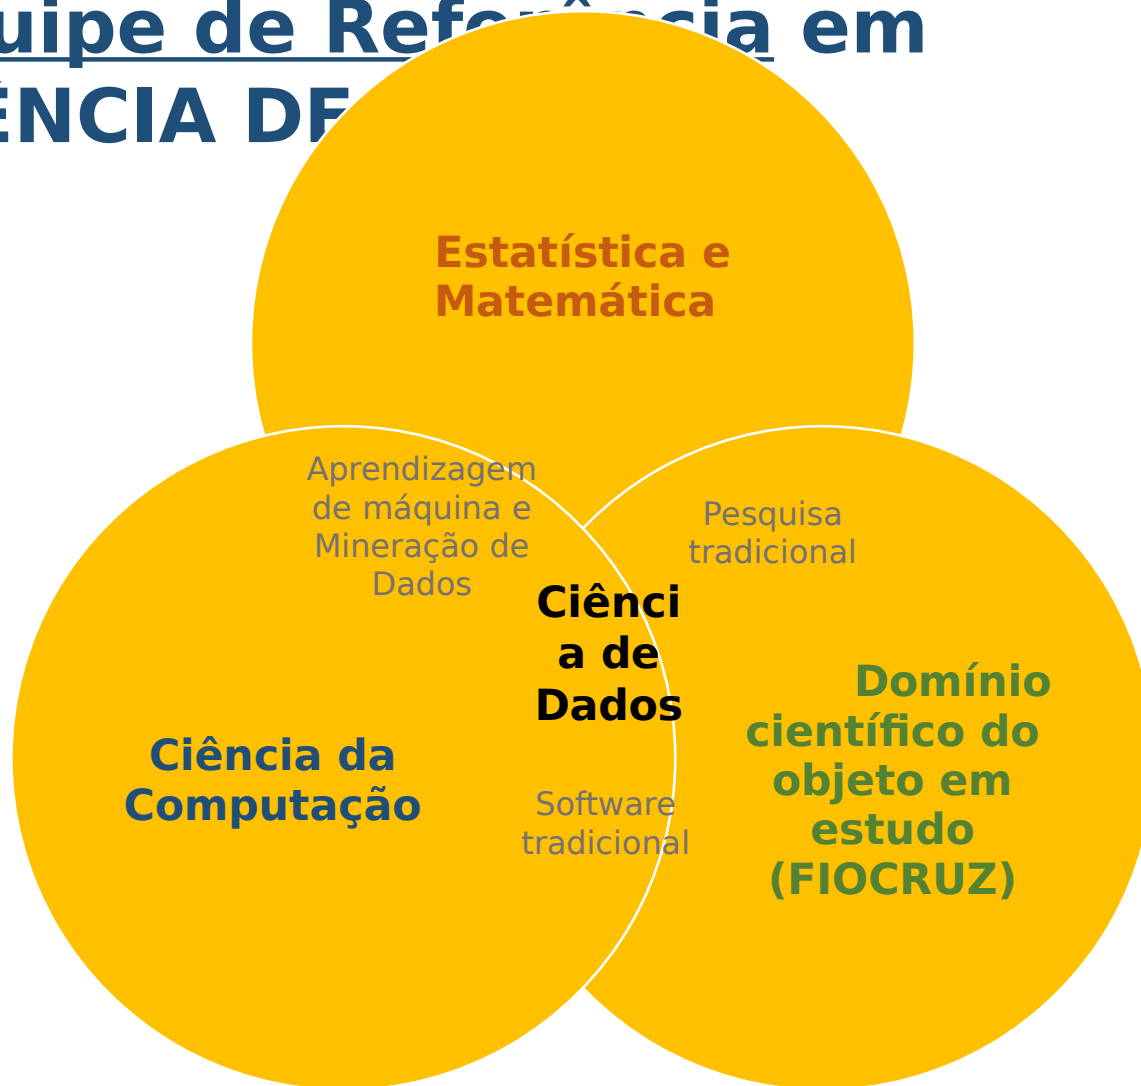 uipe de Referência em
ÊNCIA DE
Estatística e
Matemática
Aprendizagem
de máquina e
Mineração de
Dados
Pesquisa
tradicional
Ciênci
a de
Dados
Domínio
científico do
objeto em
estudo
(FIOCRUZ)
Ciência da
Computação
Software
tradicional